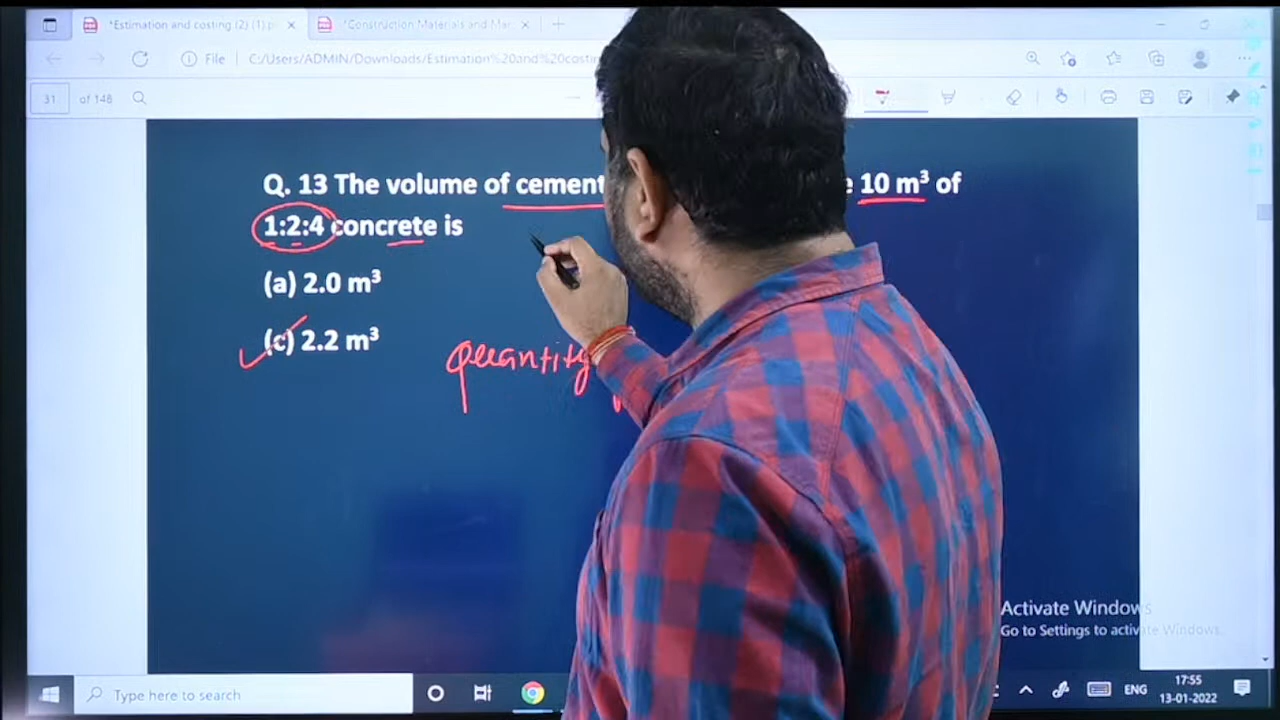 *Estimation and costing (2) (1).p
*Construction Materials and Mar
File
C:/Users/ADMIN/Downloads/Estimation%20and%20costin
31
of 148
Q. 13 The volume of cement 10 m³ of
1:2:4 concrete is
(a) 2.0 m³
(c) 2.2 m³
quantity
Activate Windows
Go to Settings to activate Windows.
Type here to search
ENG
17:55
13-01-2022